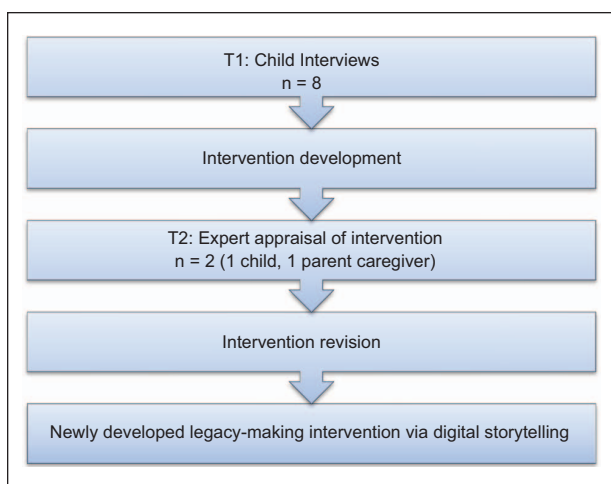 T1: Child Interviews
n = 8
Intervention development
T2: Expert appraisal of intervention
n = 2 (1 child, 1 parent caregiver)
Intervention revision
Newly developed legacy-making intervention via digital storytelling